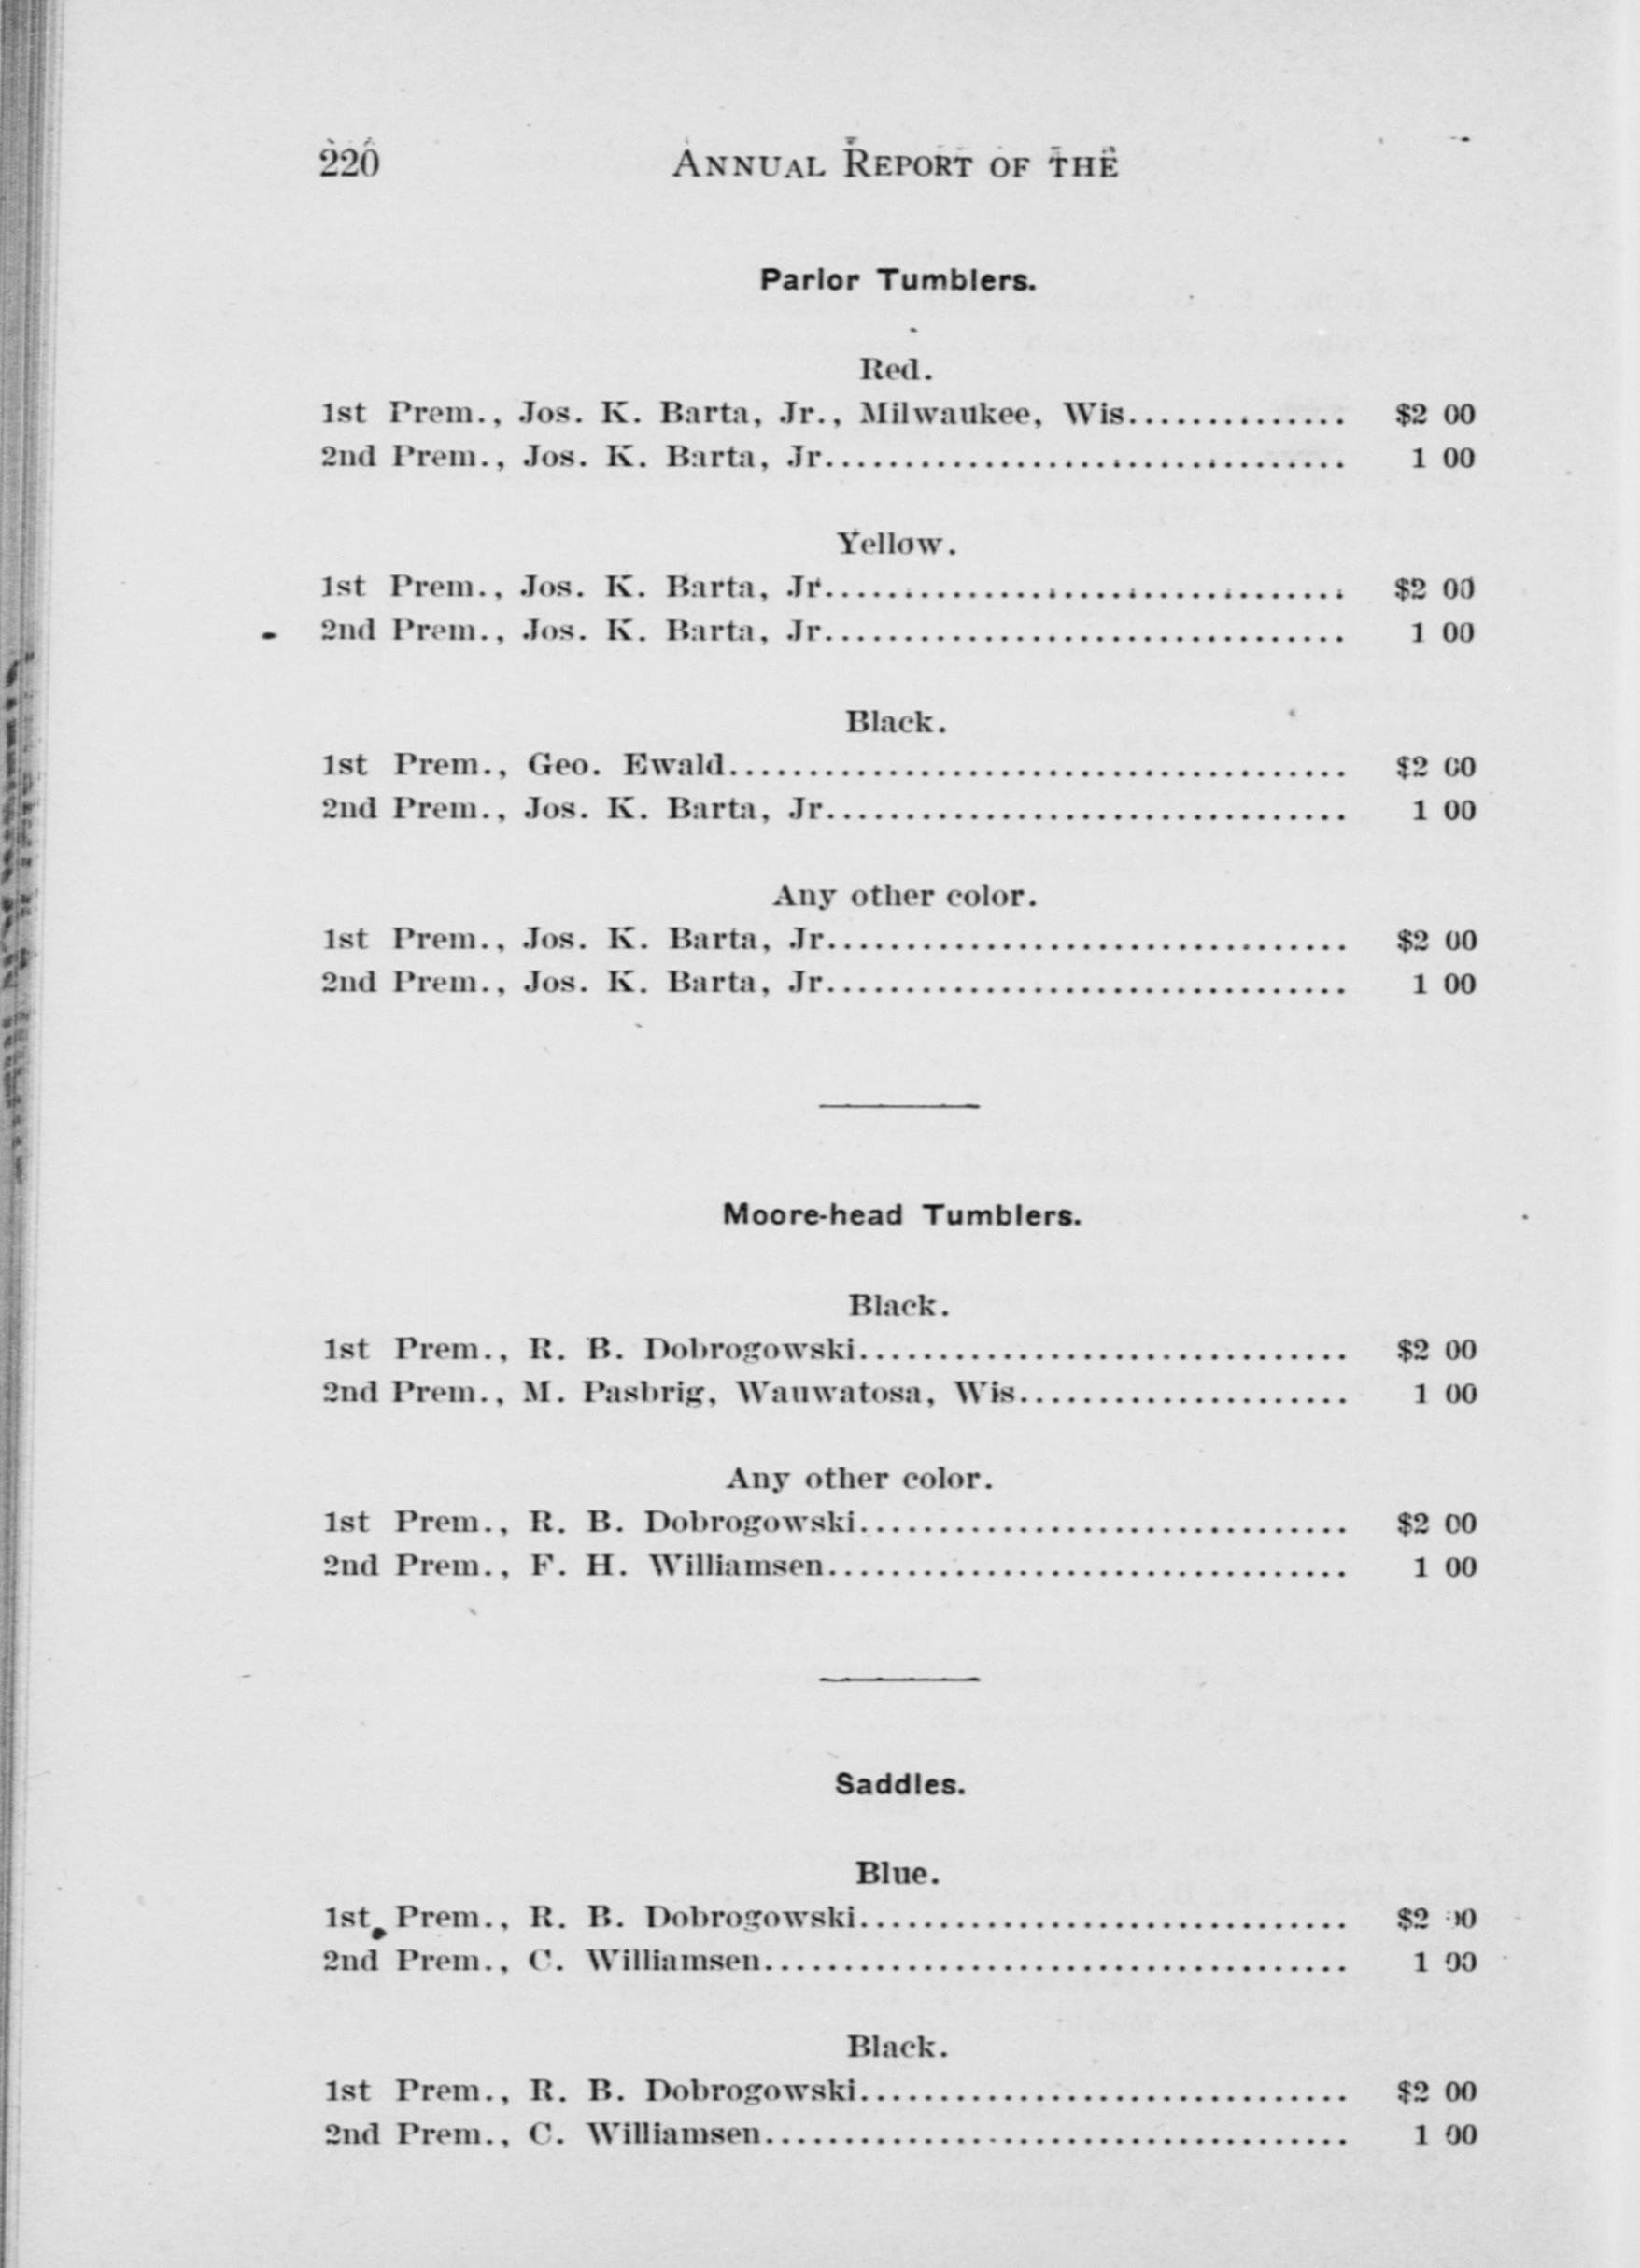 220 ANNUAL REPORT OF THE
Parlor Tumblers.
Red.
1st Prem., Jos. K. Barta, Jr., Milwaukee, Wis.............. $2 00
2nd Prem., Jos. K. Barta, Jr................................. 1 00
Yellow.
1st Prem., Jos. K. Barta, Jr................................. $2 00
2nd Prem., Jos. K. Barta, Jr................................. 1 00
Black.
1st Prem., Geo. Ewald....................................... $2 00
2nd Prem., Jos. K. Barta, Jr................................. 1 00
Any other color.
1st Prem., Jos. K. Barta, Jr................................. $2 00
2nd Prem., Jos. K. Barta, Jr................................. 1 00
Moore-head Tumblers.
Black.
1st Prem., R. B. Dobrogowski............................... $2 00
2nd Prem., M. Pasbrig, Wauwatosa, Wis..................... 1 00
Any other color.
1st Prem., R. B. Dobrogowski............................... $2 00
2nd Prem., F. H. Williamsen................................. 1 00
Saddles.
Blue.
1st Prem., R. B. Dobrogowski............................... $2 00
2nd Prem., C. Williamsen..................................... 1 00
Black.
1st Prem., R. B. Dobrogowski............................... $2 00
2nd Prem., C. Williamsen..................................... 1 00